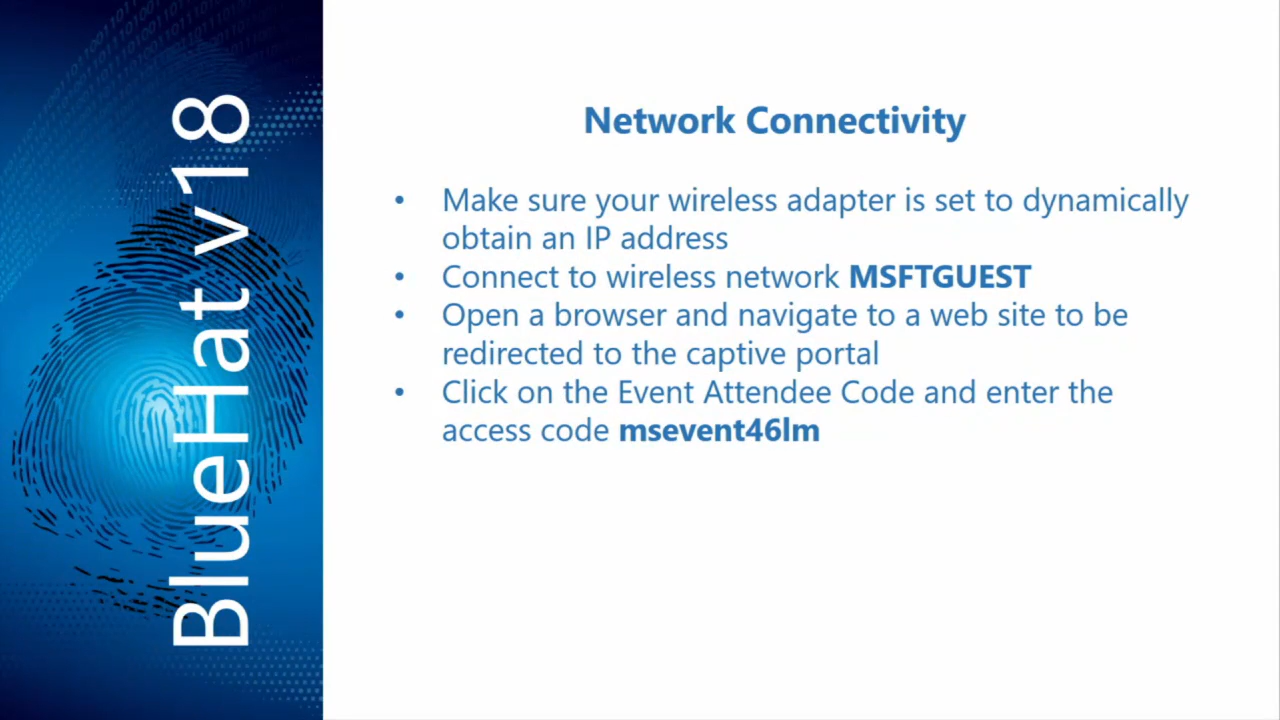 BlueHat v18
Network Connectivity
• Make sure your wireless adapter is set to dynamically
obtain an IP address
• Connect to wireless network MSFTGUEST
• Open a browser and navigate to a web site to be
redirected to the captive portal
• Click on the Event Attendee Code and enter the
access code msevent46lm